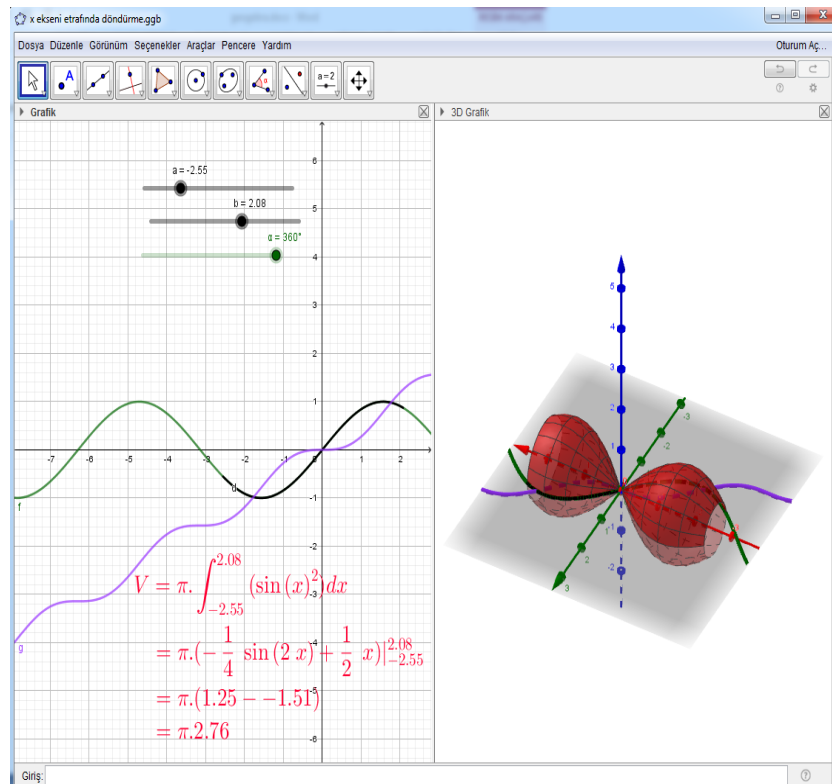 x ekseni etrafında döndürme.ggb
Dosya Düzenle Görünüm Seçenekler Araçlar Pencere Yardım Oturum Aç...
A a=2
Grafik
3D Grafik
a = -2.55
b = 2.08
α = 360°
6
5
4
3
2
1
-7 -6 -5 -4 -3 -2 -1 0 1 2
d
f
-1
-2
-3
-4
-5
-6
g
V = π. ∫_{-2.55}^{2.08} (sin (x)²) dx
= π.(- 1/4 sin (2 x) + 1/2 x)|_{-2.55}^{2.08}
= π.(1.25 - -1.51)
= π.2.76
5
4
3
2
1
-1
-2
-3
-2
1
2
3
Giriş: